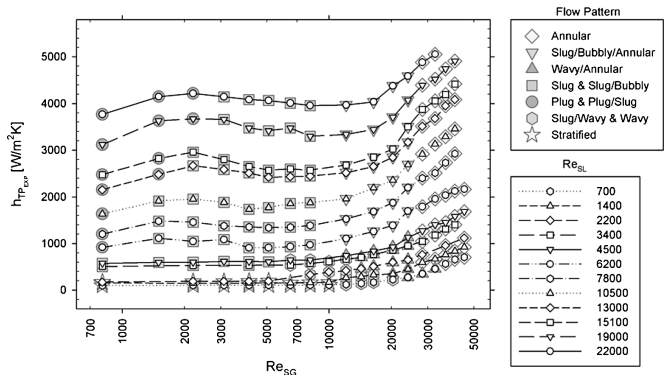 Flow Pattern
Annular
Slug/Bubbly/Annular
Wavy/Annular
Slug & Slug/Bubbly
Plug & Plug/Slug
Slug/Wavy & Wavy
Stratified
Re_SL
700
1400
2200
3400
4500
6200
7800
10500
13000
15100
19000
22000
h_TP_EXP, [W/m²K]
5000
4000
3000
2000
1000
0
700
1000
2000
3000
4000
5000
7000
10000
20000
30000
50000
Re_SG